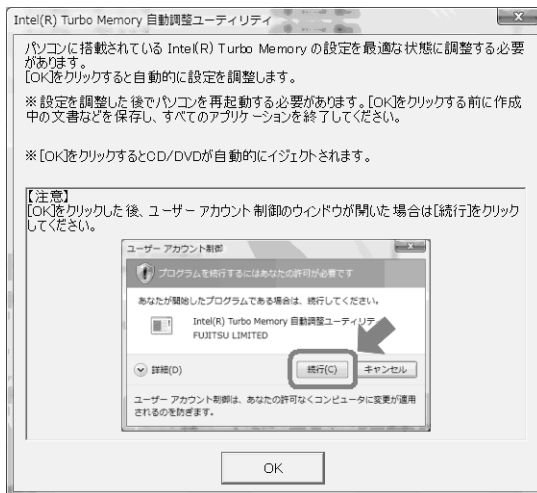 Intel(R) Turbo Memory 自動調整ユーティリティ
パソコンに搭載されている Intel(R) Turbo Memory の設定を最適な状態に調整する必要
があります。
[OK]をクリックすると自動的に設定を調整します。
※設定を調整した後でパソコンを再起動する必要があります。[OK]をクリックする前に作成
中の文書などを保存し、すべてのアプリケーションを終了してください。
※[OK]をクリックするとCD/DVDが自動的にイジェクトされます。
【注意】
[OK]をクリックした後、ユーザー アカウント制御のウィンドウが開いた場合は[続行]をクリック
してください。
ユーザー アカウント制御
プログラムを続行するにはあなたの許可が必要です
あなたが開始したプログラムである場合は、続行してください。
Intel(R) Turbo Memory 自動調整ユーティリテ
FUJITSU LIMITED
詳細(D)
続行(C)
キャンセル
ユーザー アカウント制御は、あなたの許可なくコンピュータに変更が適用
されるのを防ぎます。
OK